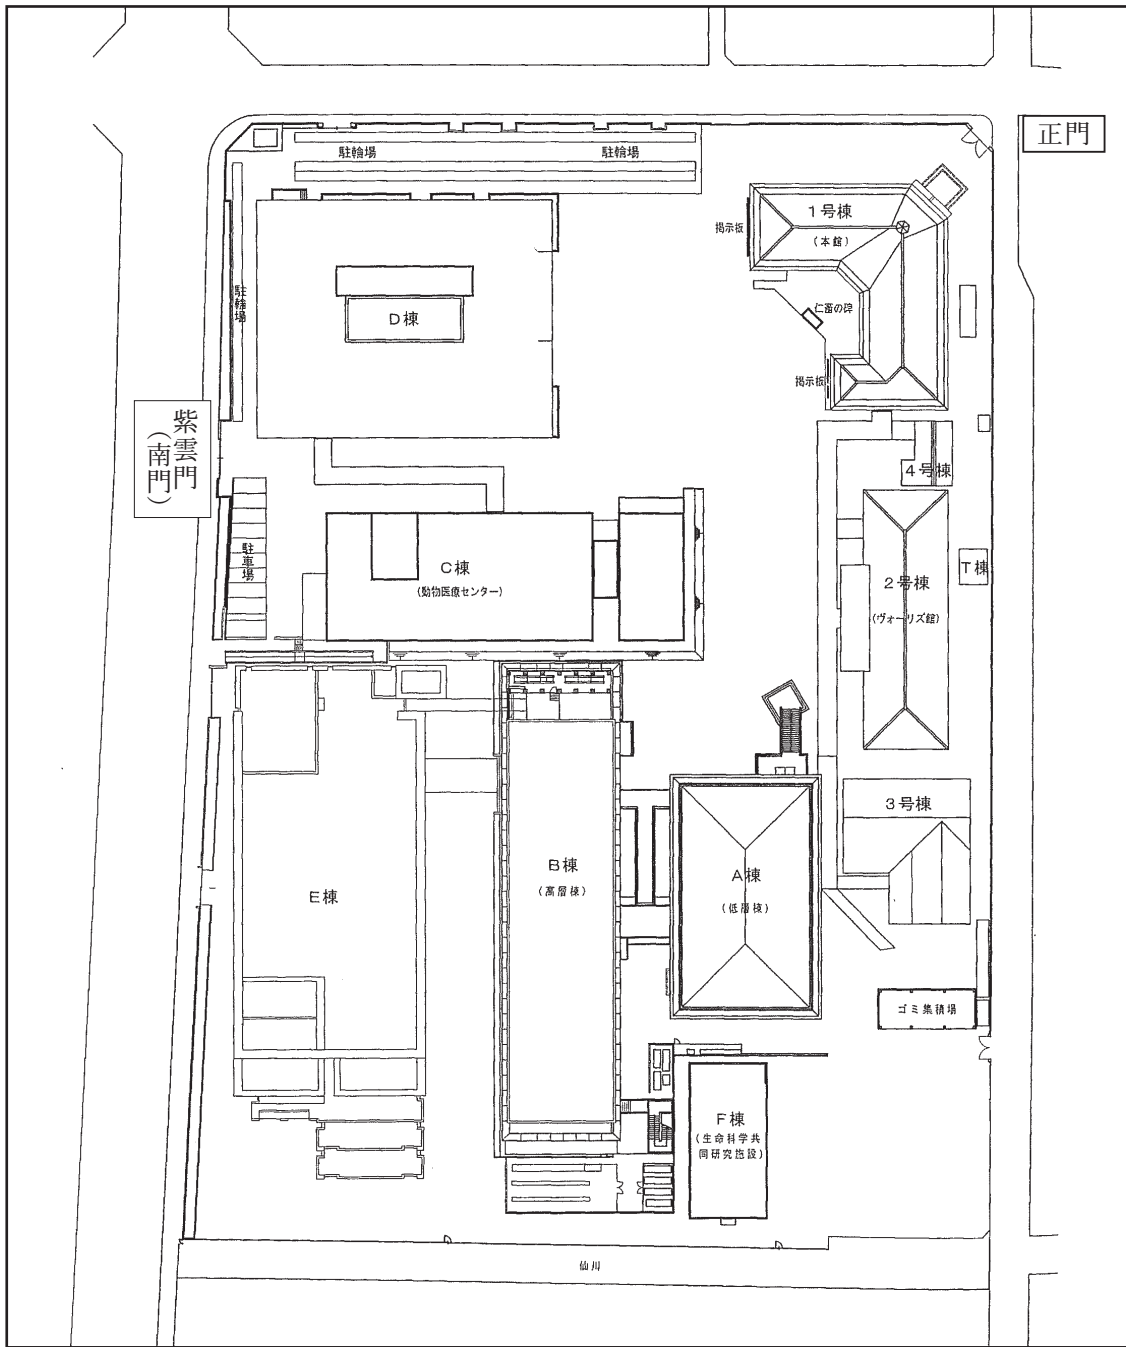 正門
駐輪場
駐輪場
1号棟
(本館)
掲示板
駐輪場
D棟
仁畜の碑
掲示板
紫雲門
(南門)
4号棟
駐車場
C棟
(動物医療センター)
2号棟
(ヴォーリズ館)
T棟
3号棟
B棟
(高層棟)
A棟
(低層棟)
E棟
ゴミ集積場
F棟
(生命科学共
同研究施設)
仙川